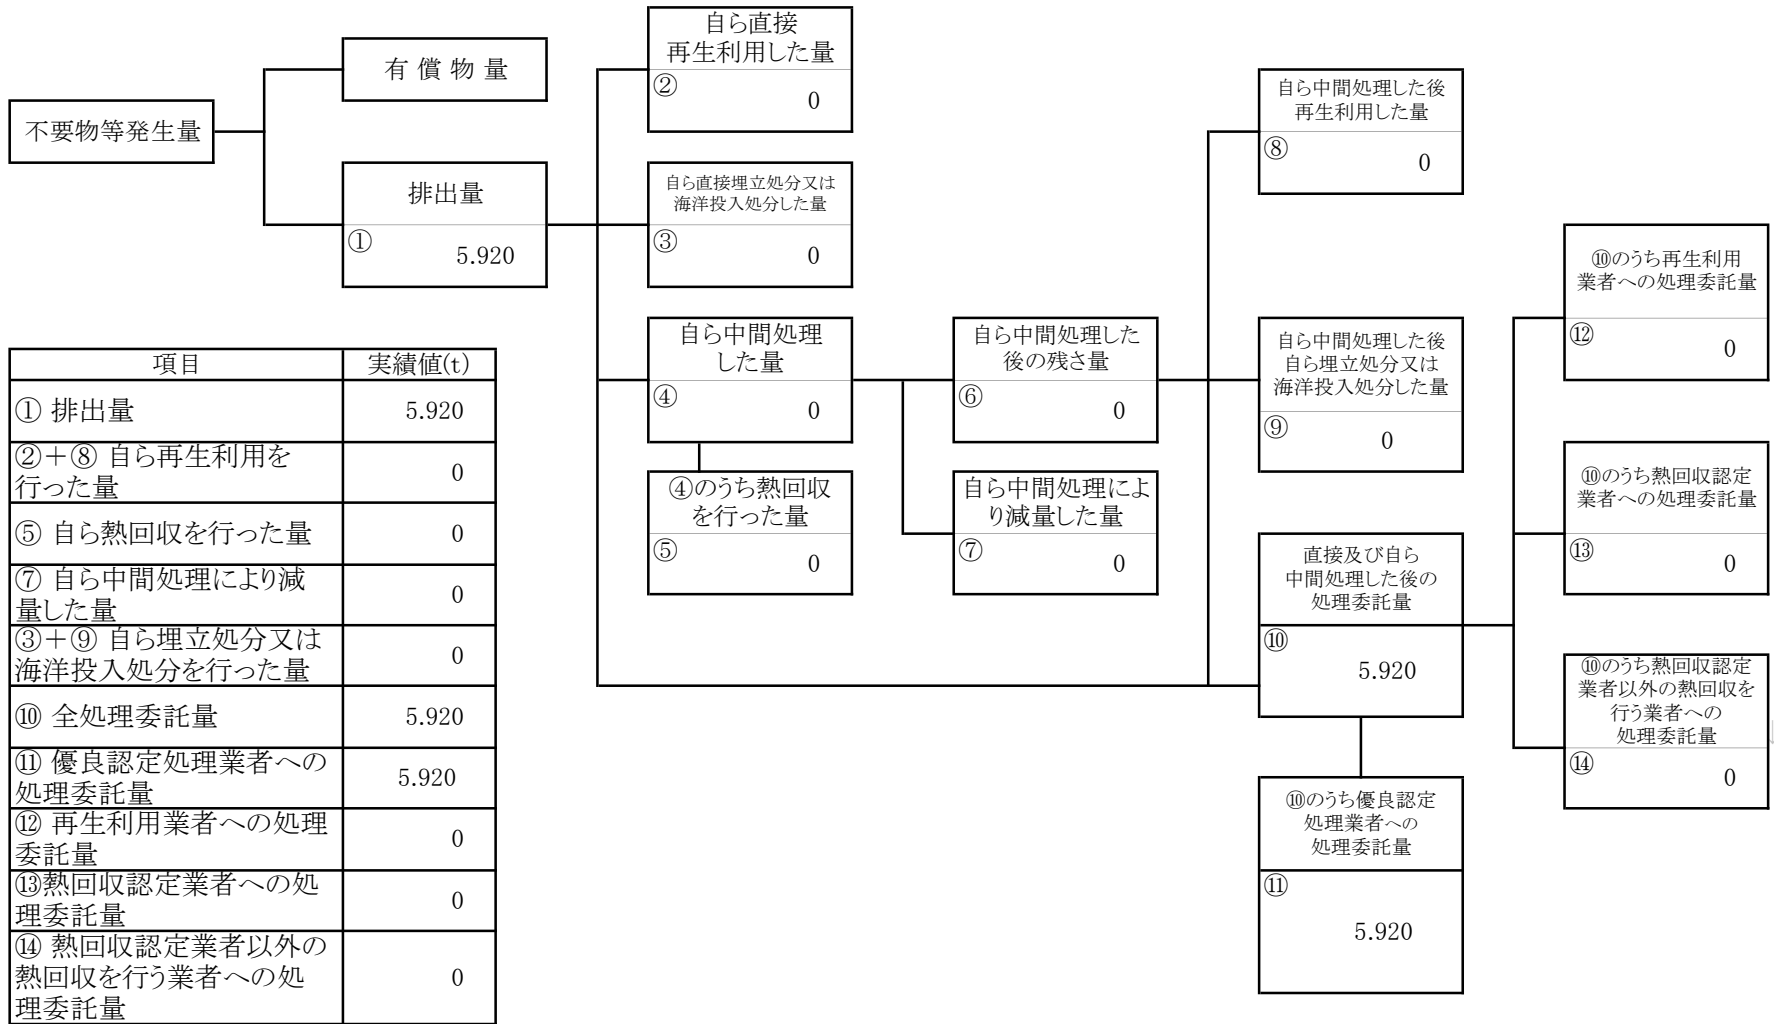 不要物等発生量
有 償 物 量
排出量
① 5.920
自ら直接
再生利用した量
② 0
自ら直接埋立処分又は
海洋投入処分した量
③ 0
自ら中間処理
した量
④ 0
④のうち熱回収
を行った量
⑤ 0
自ら中間処理した
後の残さ量
⑥ 0
自ら中間処理によ
り減量した量
⑦ 0
自ら中間処理した後
再生利用した量
⑧ 0
自ら中間処理した後
自ら埋立処分又は
海洋投入処分した量
⑨ 0
直接及び自ら
中間処理した後の
処理委託量
⑩
5.920
⑩のうち優良認定
処理業者への
処理委託量
⑪
5.920
⑩のうち再生利用
業者への処理委託量
⑫ 0
⑩のうち熱回収認定
業者への処理委託量
⑬ 0
⑩のうち熱回収認定
業者以外の熱回収を
行う業者への
処理委託量
⑭ 0
項目 実績値(t)
① 排出量 5.920
②＋⑧ 自ら再生利用を
行った量 0
⑤ 自ら熱回収を行った量 0
⑦ 自ら中間処理により減
量した量 0
③＋⑨ 自ら埋立処分又は
海洋投入処分を行った量 0
⑩ 全処理委託量 5.920
⑪ 優良認定処理業者への
処理委託量 5.920
⑫ 再生利用業者への処理
委託量 0
⑬熱回収認定業者への処
理委託量 0
⑭ 熱回収認定業者以外の
熱回収を行う業者への処
理委託量 0